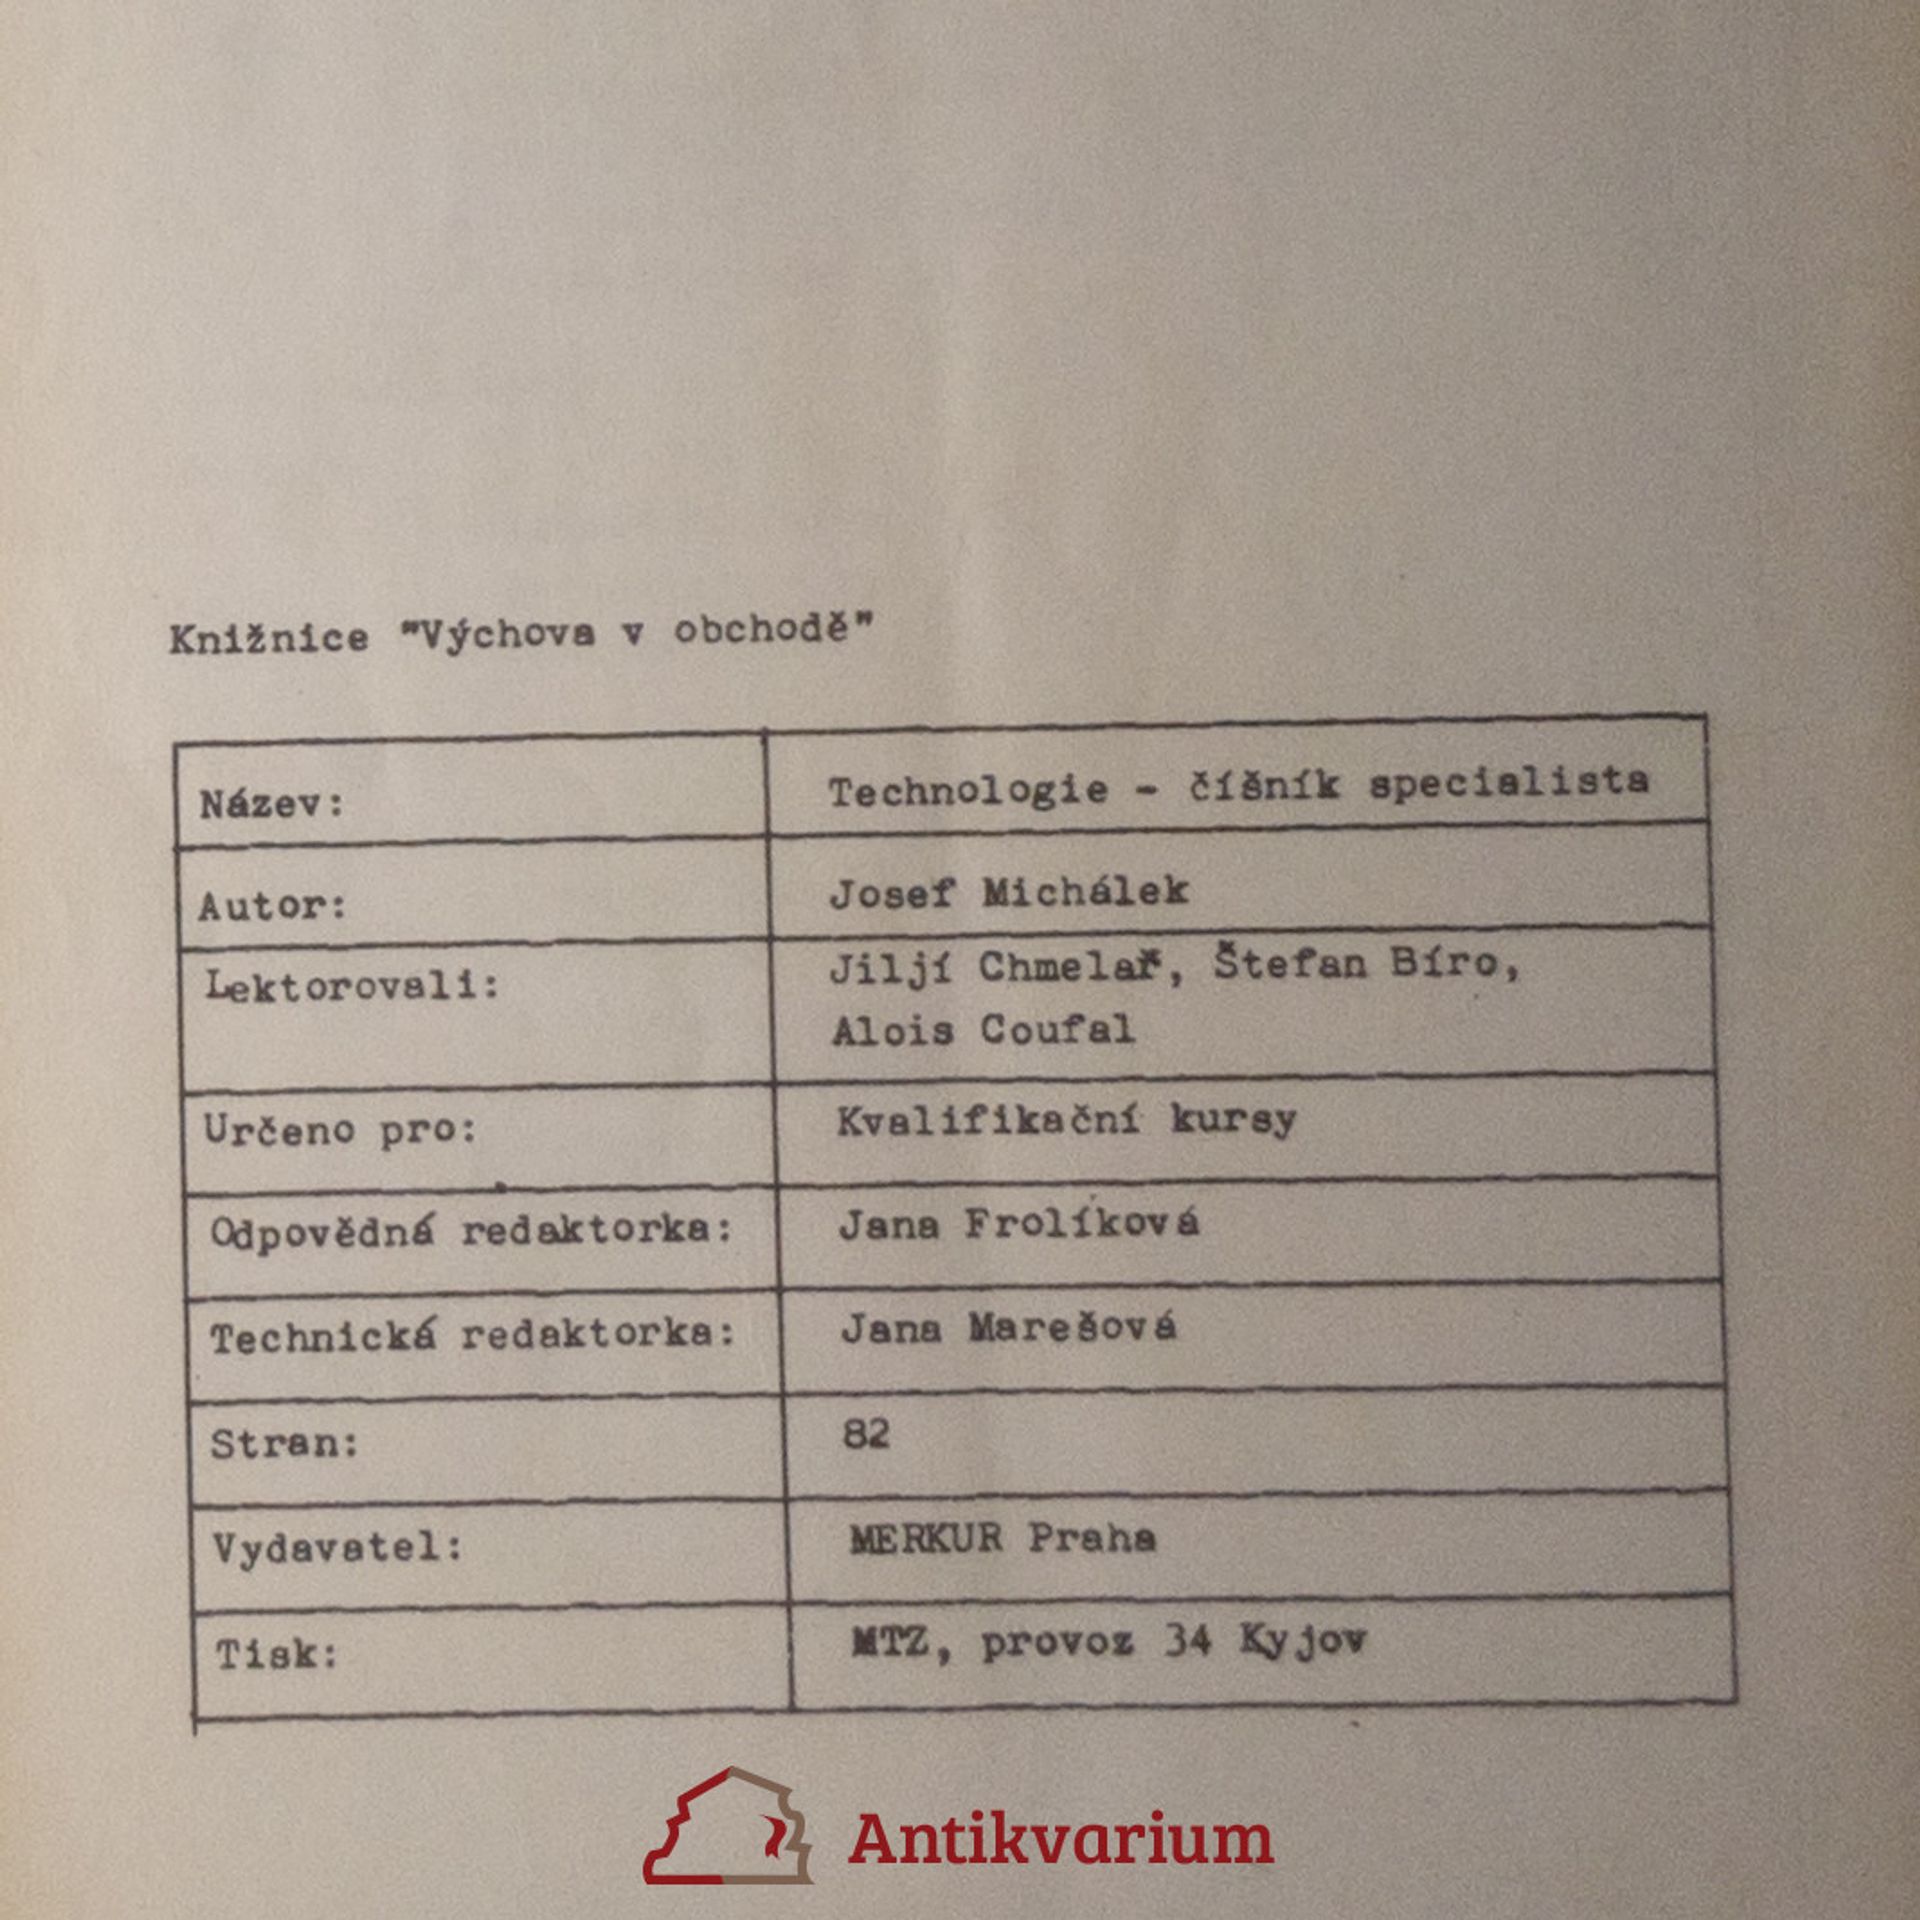 Knižnice "Výchova v obchodě"
Název: Technologie - číšník specialista
Autor: Josef Michálek
Lektorovali: Jiljí Chmelař, Štefan Bíro,
Alois Coufal
Určeno pro: Kvalifikační kursy
Odpovědná redaktorka: Jana Frolíková
Technická redaktorka: Jana Marešová
Stran: 82
Vydavatel: MERKUR Praha
Tisk: MTZ, provoz 34 Kyjov
Antikvarium